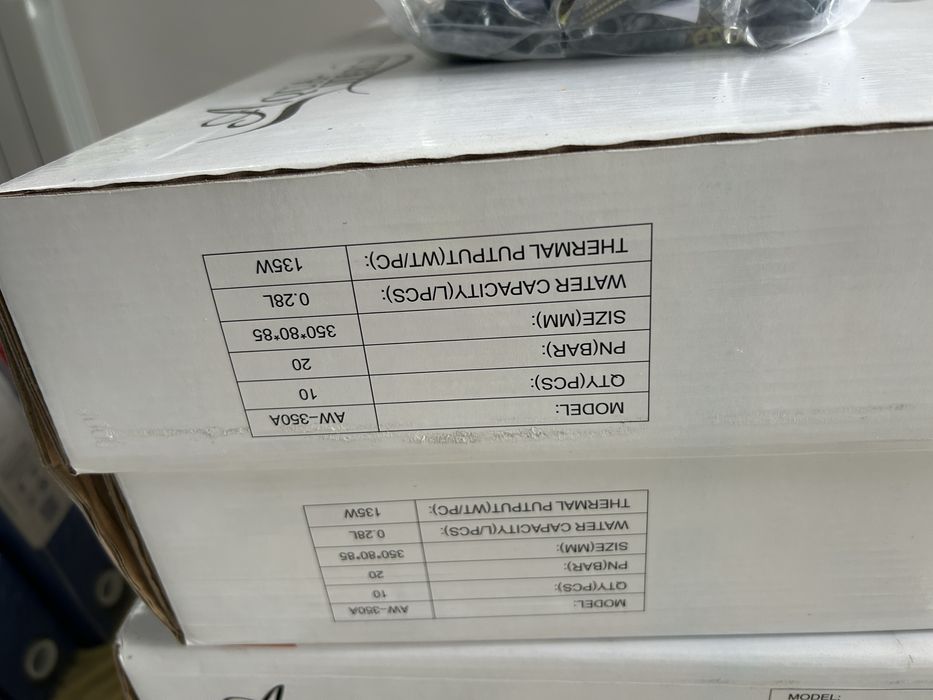 MODEL: AW-350A
QTY(PCS): 10
PN(BAR): 20
SIZE(MM): 350*80*85
WATER CAPACITY(L/PCS): 0.28L
THERMAL PUTPUT(WT/PC): 135W
MODEL: AW-350A
QTY(PCS): 10
PN(BAR): 20
SIZE(MM): 350*80*85
WATER CAPACITY(L/PCS): 0.28L
THERMAL PUTPUT(WT/PC): 135W
MODEL: